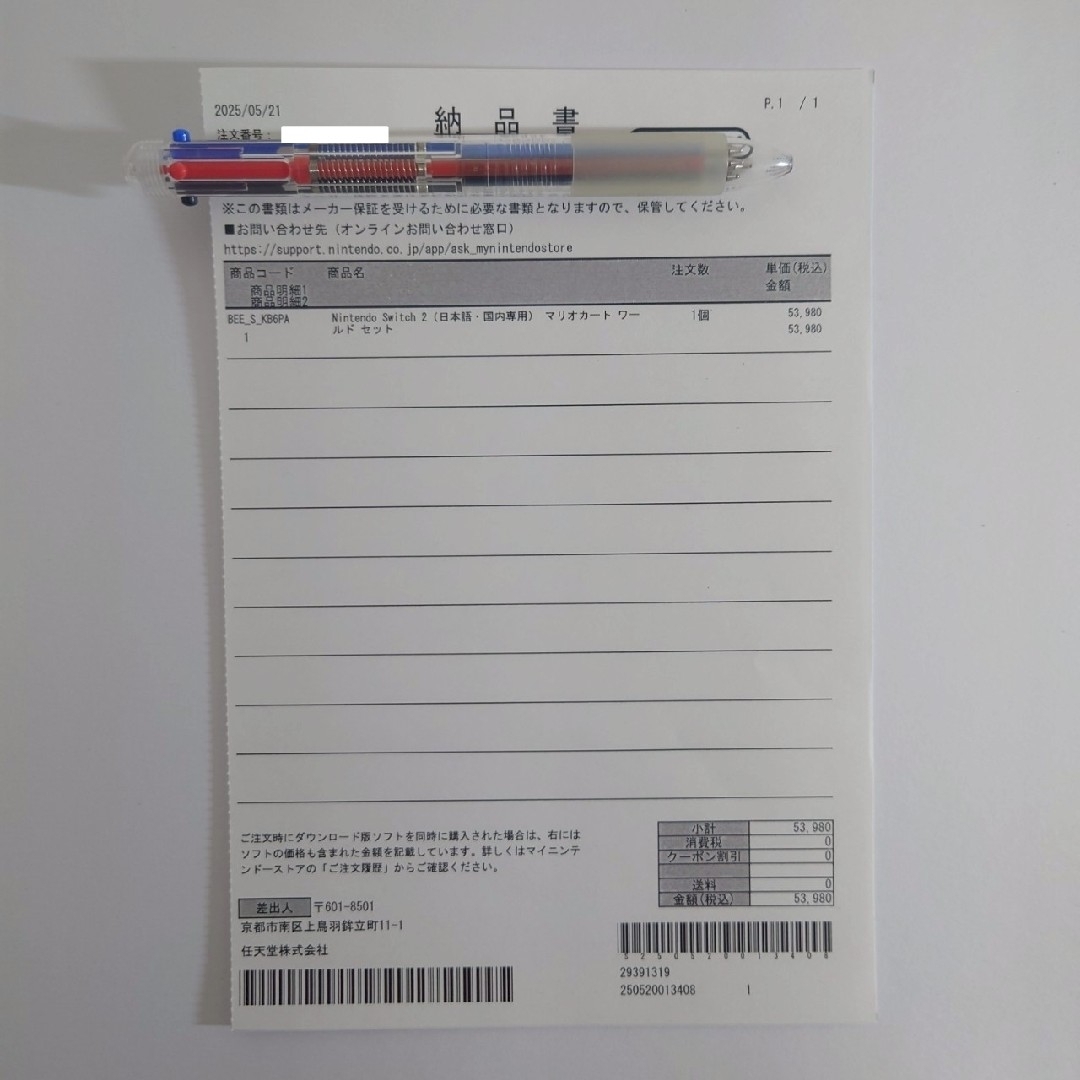 2025/05/21
納品書
P.1 / 1
注文番号：
※この書類はメーカー保証を受けるために必要な書類となりますので、保管してください。
■お問い合わせ先（オンラインお問い合わせ窓口）
https://support.nintendo.co.jp/app/ask_mynintendostore
商品コード 商品名 注文数 単価(税込)
商品明細1 金額
商品明細2
BEE_S_KB6PA Nintendo Switch 2（日本語・国内専用） マリオカート ワー 1個 53,980
1 ルド セット 53,980
ご注文時にダウンロード版ソフトを同時に購入された場合は、右には
ソフトの価格も含まれた金額を記載しています。詳しくはマイニンテ
ンドーストアの「ご注文履歴」からご確認ください。
小計 53,980
消費税 0
クーポン割引 0
送料 0
金額(税込) 53,980
差出人 〒601-8501
京都市南区上鳥羽鉾立町11-1
任天堂株式会社
29391319
250520013408 1